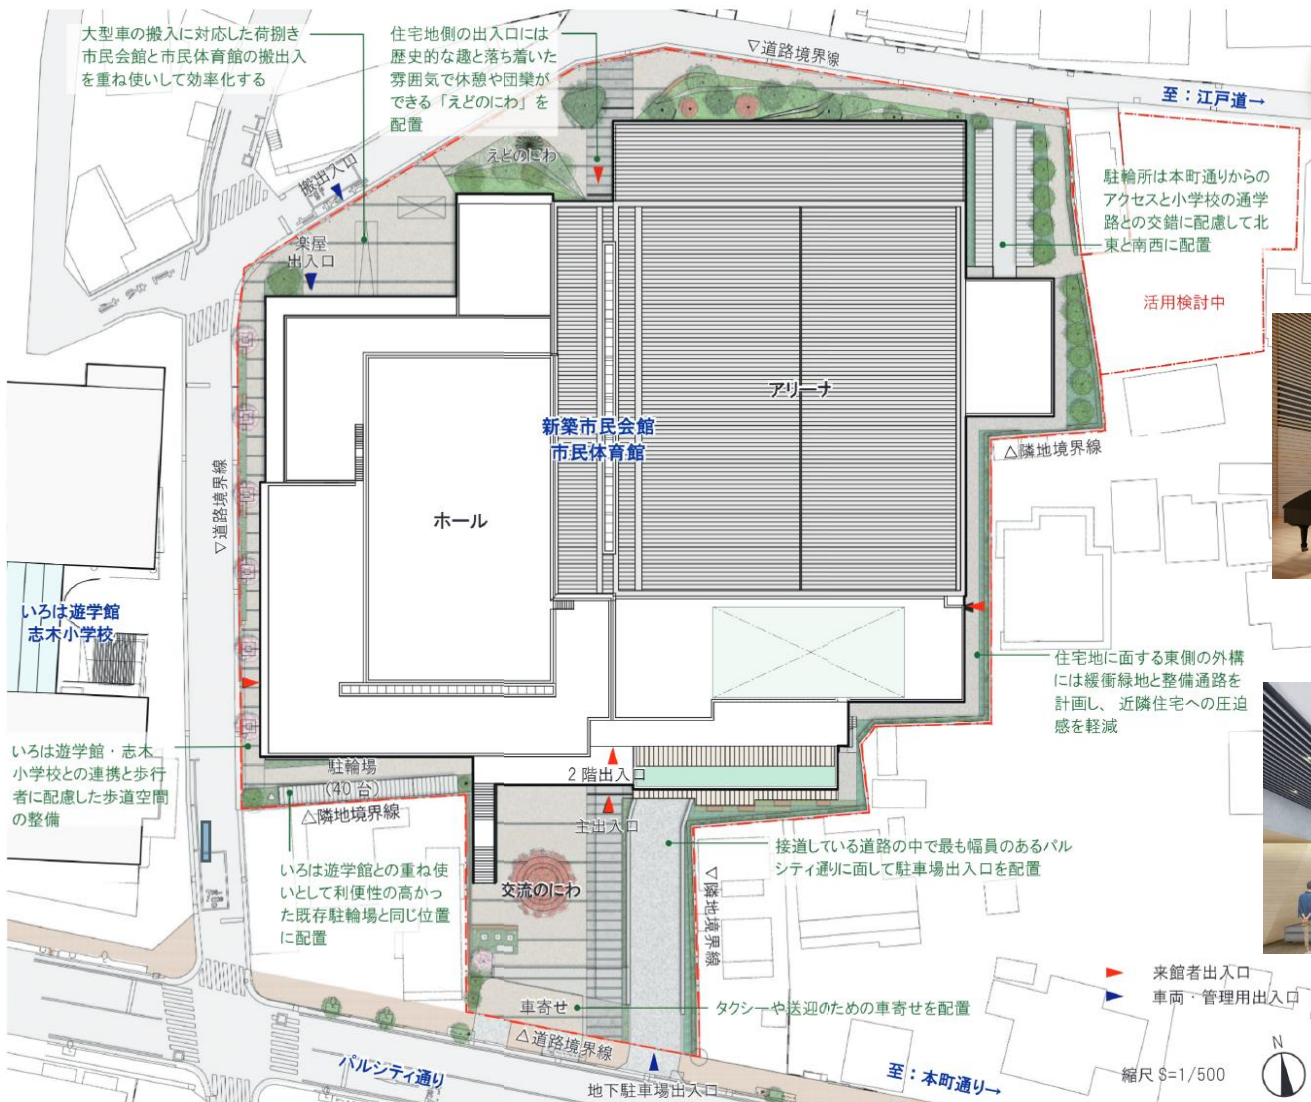 大型車の搬入に対応した荷捌き
市民会館と市民体育館の搬出入
を重ね使いして効率化する
住宅地側の出入口には
歴史的な趣と落ち着いた
雰囲気で休憩や団欒が
できる「えどのにわ」を
配置
▽道路境界線
至：江戸道→
えどのにわ
搬出入口
楽屋
出入口
駐輪所は本町通りからの
アクセスと小学校の通学
路との交錯に配慮して北
東と南西に配置
活用検討中
アリーナ
新築市民会館
市民体育館
△隣地境界線
ホール
▽道路境界線
いろは遊学館
志木小学校
住宅地に面する東側の外構
には緩衝緑地と整備通路を
計画し、近隣住宅への圧迫
感を軽減
いろは遊学館・志木
小学校との連携と歩行
者に配慮した歩道空間
の整備
駐輪場
（40 台）
△隣地境界線
2 階出入口
主出入口
接道している道路の中で最も幅員のあるパル
シティ通りに面して駐車場出入口を配置
いろは遊学館との重ね使
いとして利便性の高かっ
た既存駐輪場と同じ位置
に配置
交流のにわ
▽隣地境界線
来館者出入口
車両・管理用出入口
車寄せ
タクシーや送迎のための車寄せを配置
△道路境界線
パルシティ通り
地下駐車場出入口
至：本町通り→
縮尺 S=1/500
N